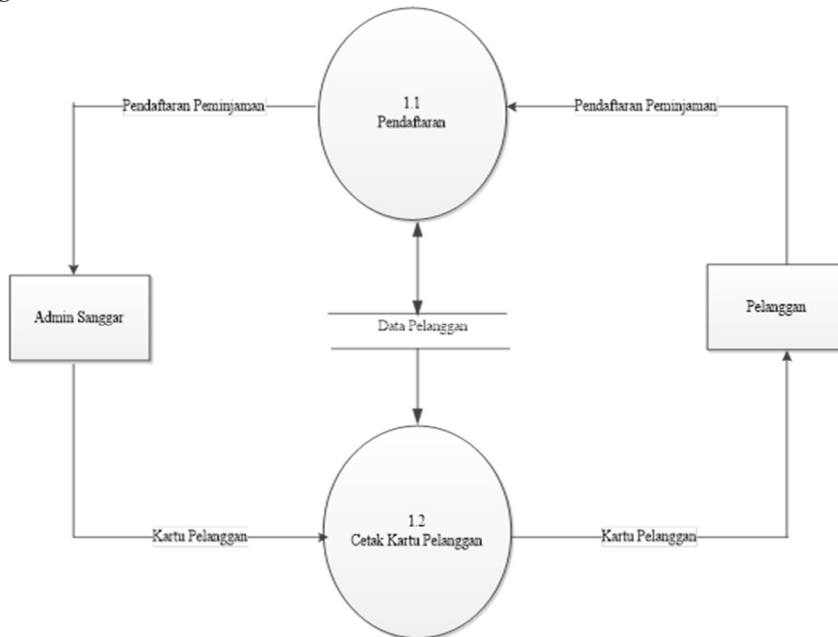 g
Pendaftaran Peminjaman
1.1
Pendaftaran
Pendaftaran Peminjaman
Admin Sanggar
Data Pelanggan
Pelanggan
1.2
Cetak Kartu Pelanggan
Kartu Pelanggan
Kartu Pelanggan